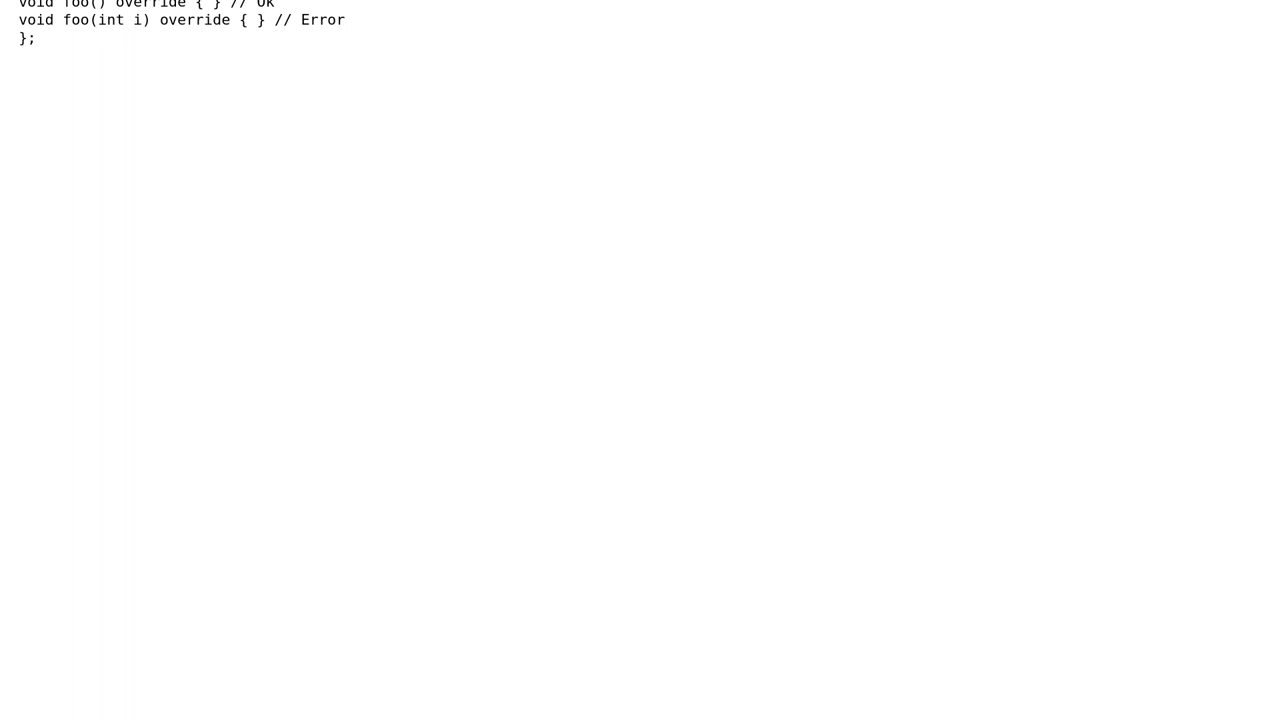 void foo() override { } // Ok
void foo(int i) override { } // Error
};